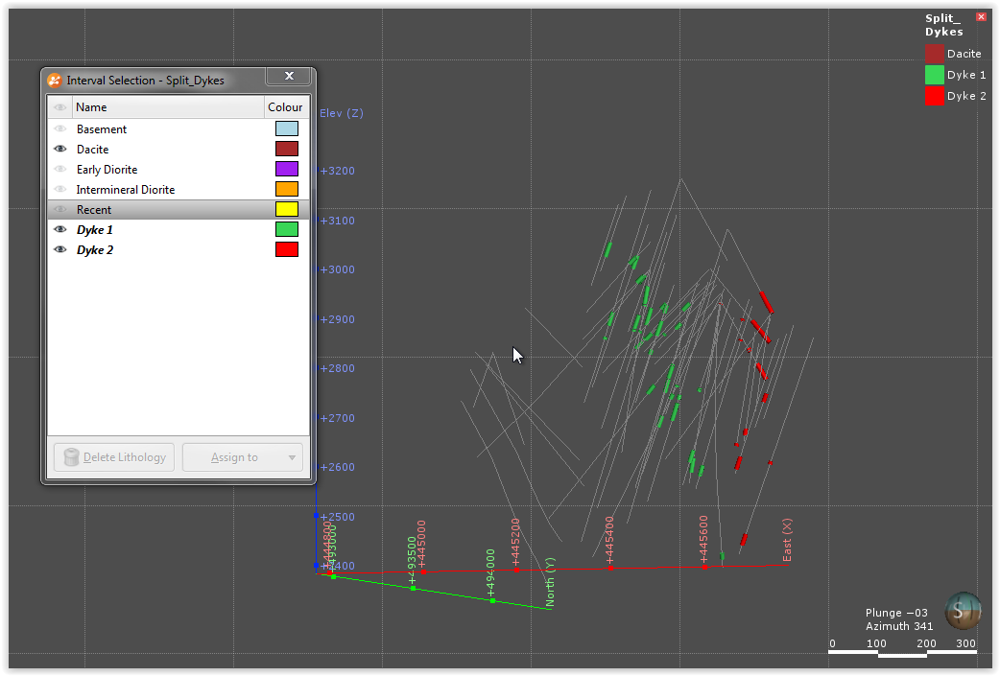 Interval Selection - Split_Dykes
Name Colour
Basement
Dacite
Early Diorite
Intermineral Diorite
Recent
Dyke 1
Dyke 2
Delete Lithology
Assign to
Split_
Dykes
Dacite
Dyke 1
Dyke 2
Elev (Z)
+3200
+3100
+3000
+2900
+2800
+2700
+2600
+2500
+2400
+493000
+493500
+494000
North (Y)
+444800
+445000
+445200
+445400
+445600
East (X)
Plunge −03
Azimuth 341
S
0 100 200 300